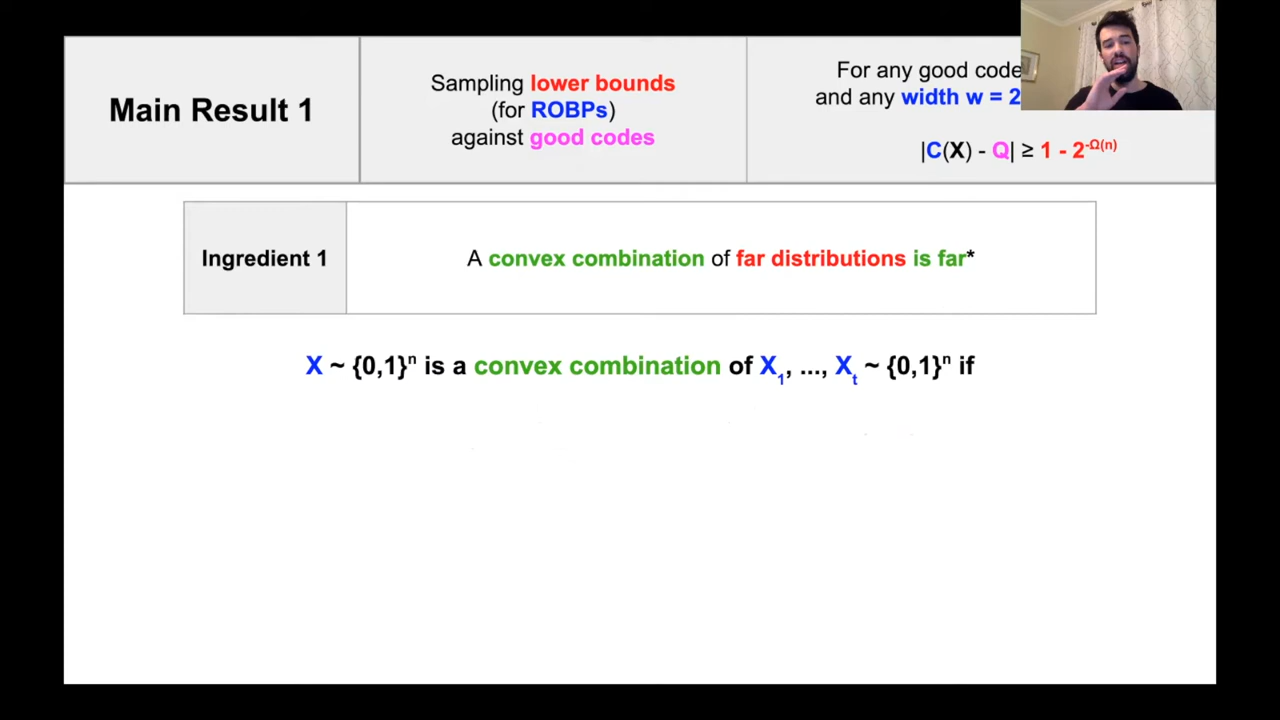 Main Result 1
Sampling lower bounds
(for ROBPs)
against good codes
For any good code
and any width w = 2
|C(X) - Q| ≥ 1 - 2^-Ω(n)
Ingredient 1
A convex combination of far distributions is far*
X ~ {0,1}ⁿ is a convex combination of X₁, ..., Xₜ ~ {0,1}ⁿ if